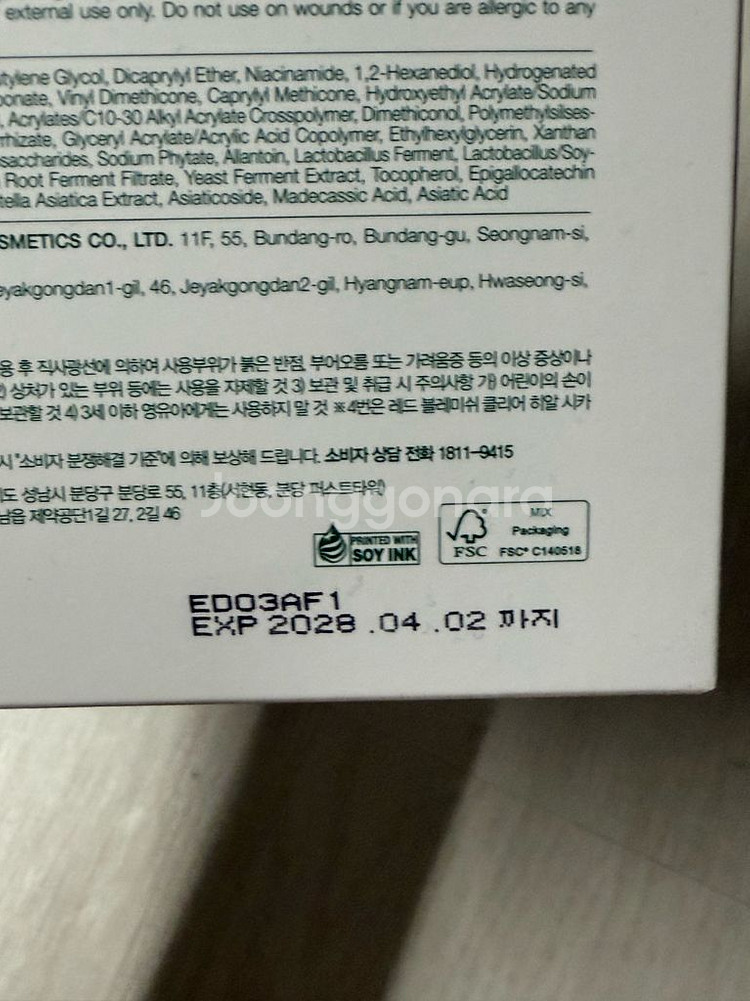 external use only. Do not use on wounds or if you are allergic to any
tylene Glycol, Dicaprylyl Ether, Niacinamide, 1,2-Hexanediol, Hydrogenated
onate, Vinyl Dimethicone, Caprylyl Methicone, Hydroxyethyl Acrylate/Sodium
, Acrylates/C10-30 Alkyl Acrylate Crosspolymer, Dimethiconol, Polymethylsilses-
rrhizate, Glyceryl Acrylate/Acrylic Acid Copolymer, Ethylhexylglycerin, Xanthan
saccharides, Sodium Phytate, Allantoin, Lactobacillus Ferment, Lactobacillus/Soy-
Root Ferment Filtrate, Yeast Ferment Extract, Tocopherol, Epigallocatechin
tella Asiatica Extract, Asiaticoside, Madecassic Acid, Asiatic Acid
SMETICS CO., LTD. 11F, 55, Bundang-ro, Bundang-gu, Seongnam-si,
eyakgongdan1-gil, 46, Jeyakgongdan2-gil, Hyangnam-eup, Hwaseong-si,
용 후 직사광선에 의하여 사용부위가 붉은 반점, 부어오름 또는 가려움증 등의 이상 증상이나
) 상처가 있는 부위 등에는 사용을 자제할 것 3) 보관 및 취급 시 주의사항 가) 어린이의 손이
보관할 것 4) 3세 이하 영유아에게는 사용하지 말 것 ※4번은 레드 블레미쉬 클리어 히알 시카
시 "소비자 분쟁해결 기준"에 의해 보상해 드립니다. 소비자 상담 전화 1811-9415
도 성남시 분당구 분당로 55, 11층(서현동, 분당 퍼스트타워)
남읍 제약공단1길 27, 2길 46
Joonggonara
PRINTED WITH
SOY INK
FSC
MIX
Packaging
FSC® C140518
ED03AF1
EXP 2028 .04 .02 까지